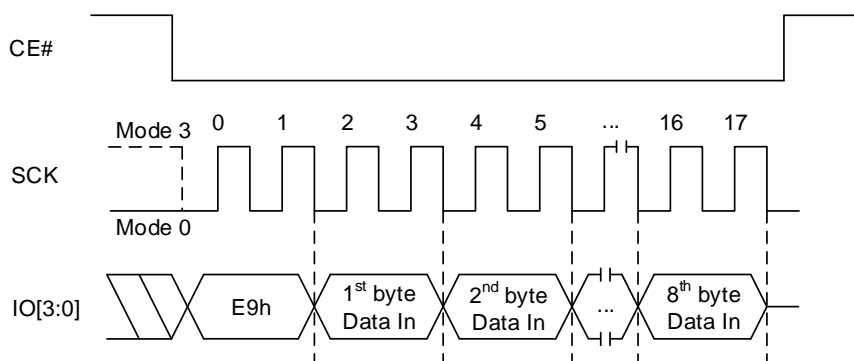 CE#
Mode 3
0 1 2 3 4 5 ... 16 17
SCK
Mode 0
IO[3:0]
E9h
1st byte
Data In
2nd byte
Data In
...
8th byte
Data In